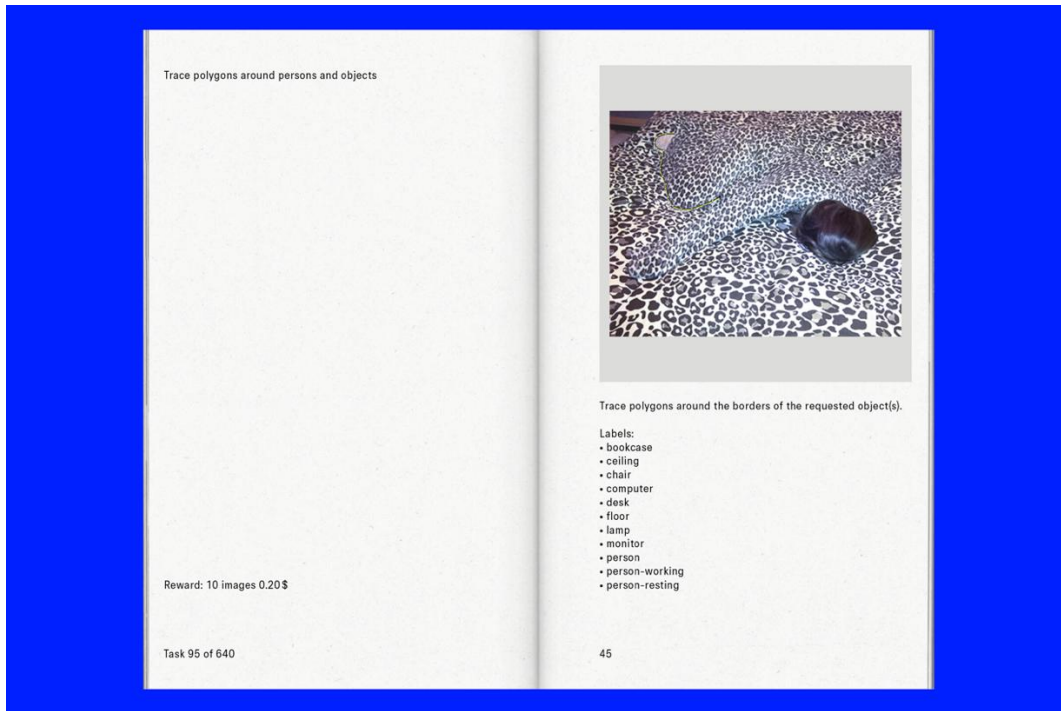 Trace polygons around persons and objects
Reward: 10 images 0.20$
Task 95 of 640
Trace polygons around the borders of the requested object(s).
Labels:
• bookcase
• ceiling
• chair
• computer
• desk
• floor
• lamp
• monitor
• person
• person-working
• person-resting
45